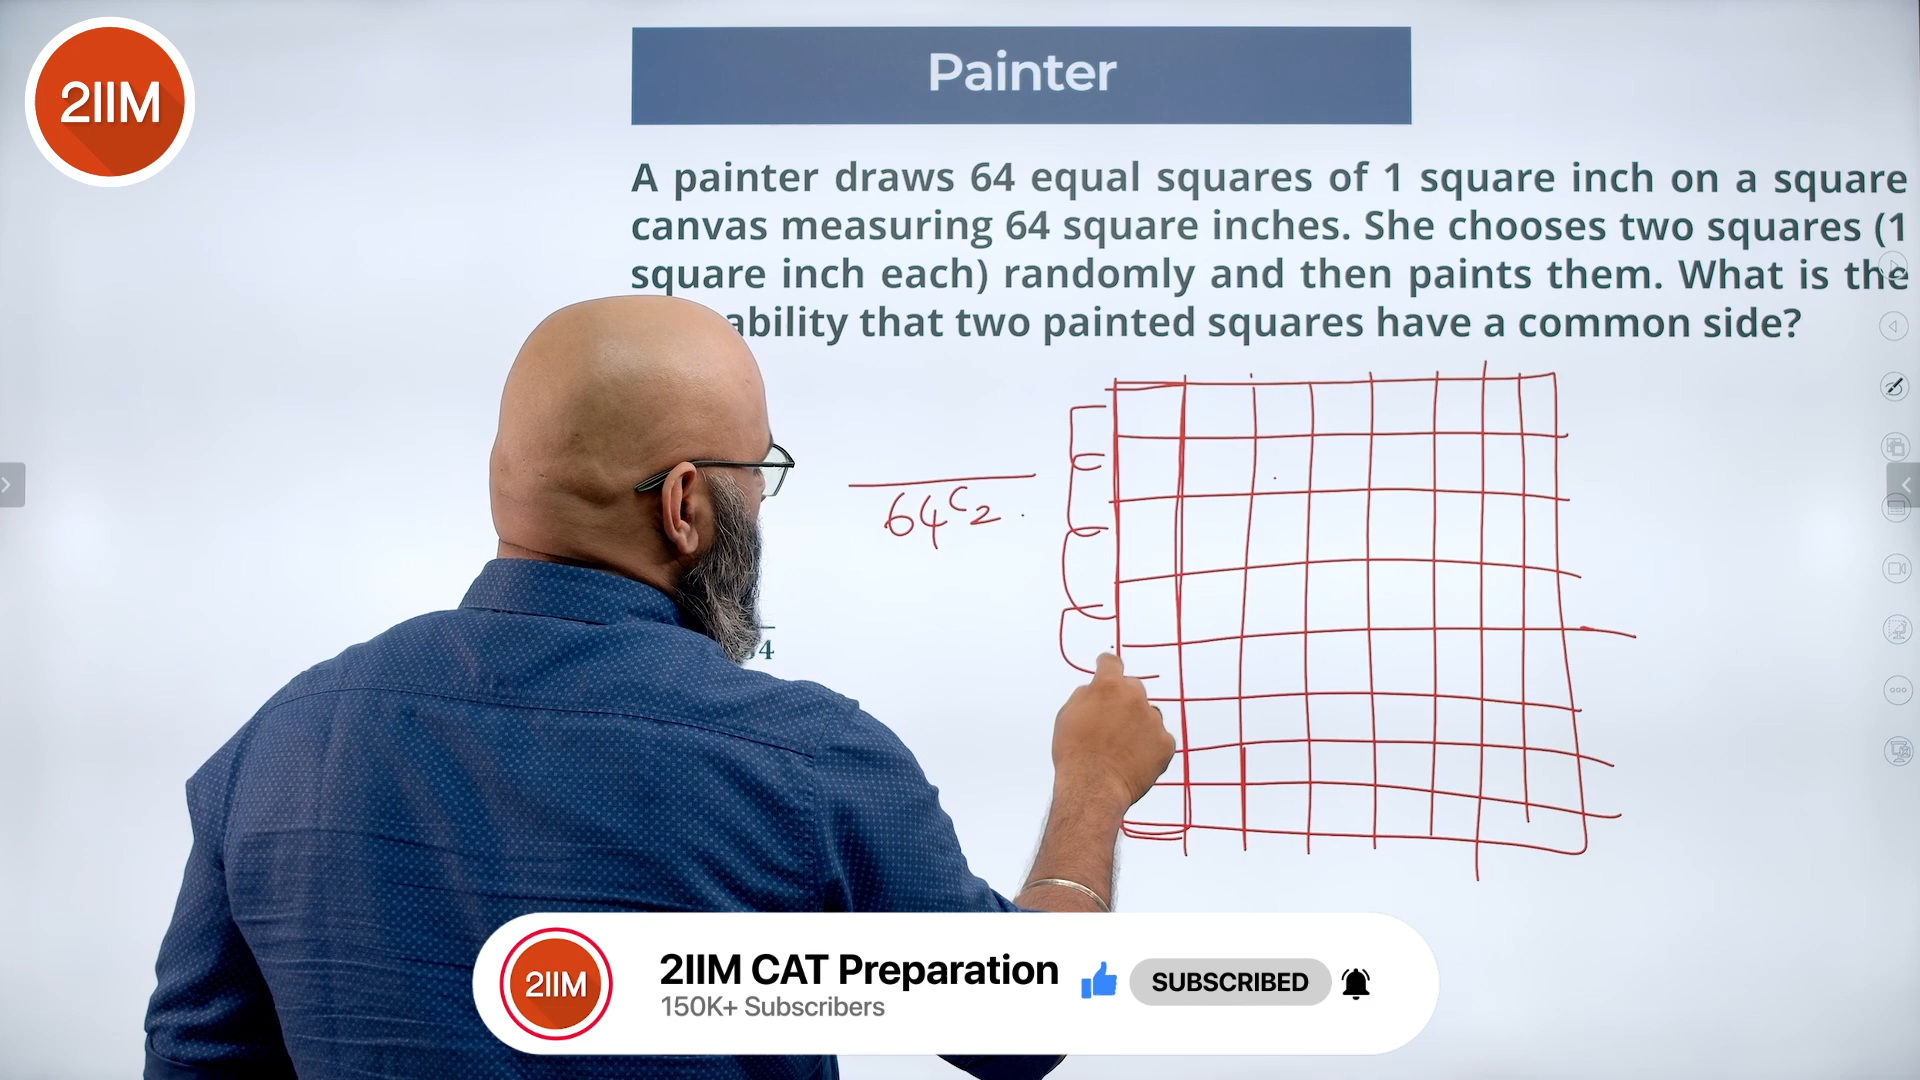 2IIM
Painter
A painter draws 64 equal squares of 1 square inch on a square
canvas measuring 64 square inches. She chooses two squares (1
square inch each) randomly and then paints them. What is the
ability that two painted squares have a common side?
64C2
4
2IIM
2IIM CAT Preparation
150K+ Subscribers
SUBSCRIBED